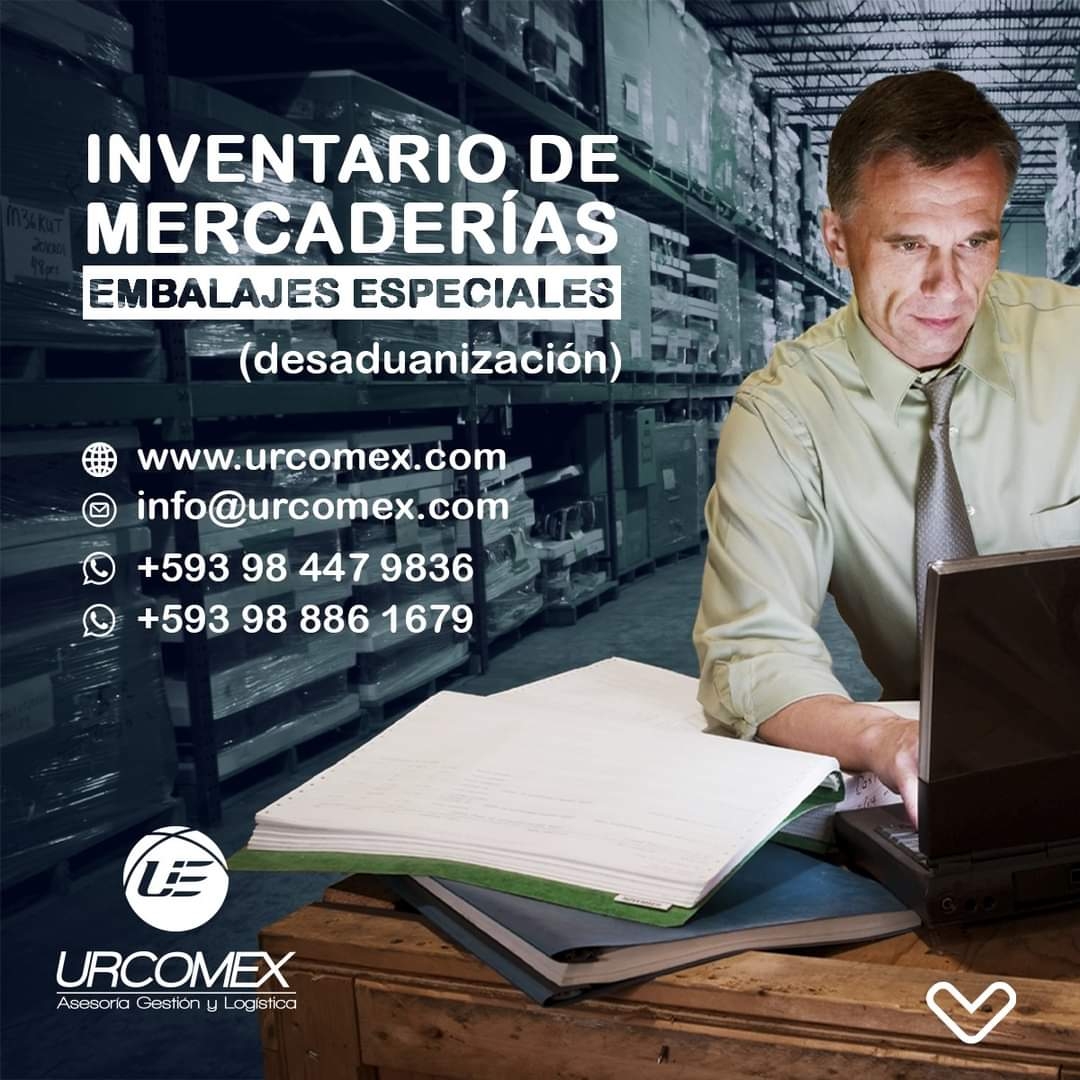 INVENTARIO DE
MERCADERÍAS
EMBALAJES ESPECIALES
(desaduanización)
www.urcomex.com
info@urcomex.com
+593 98 447 9836
+593 98 886 1679
UE
URCOMEX
Asesoría Gestión y Logística